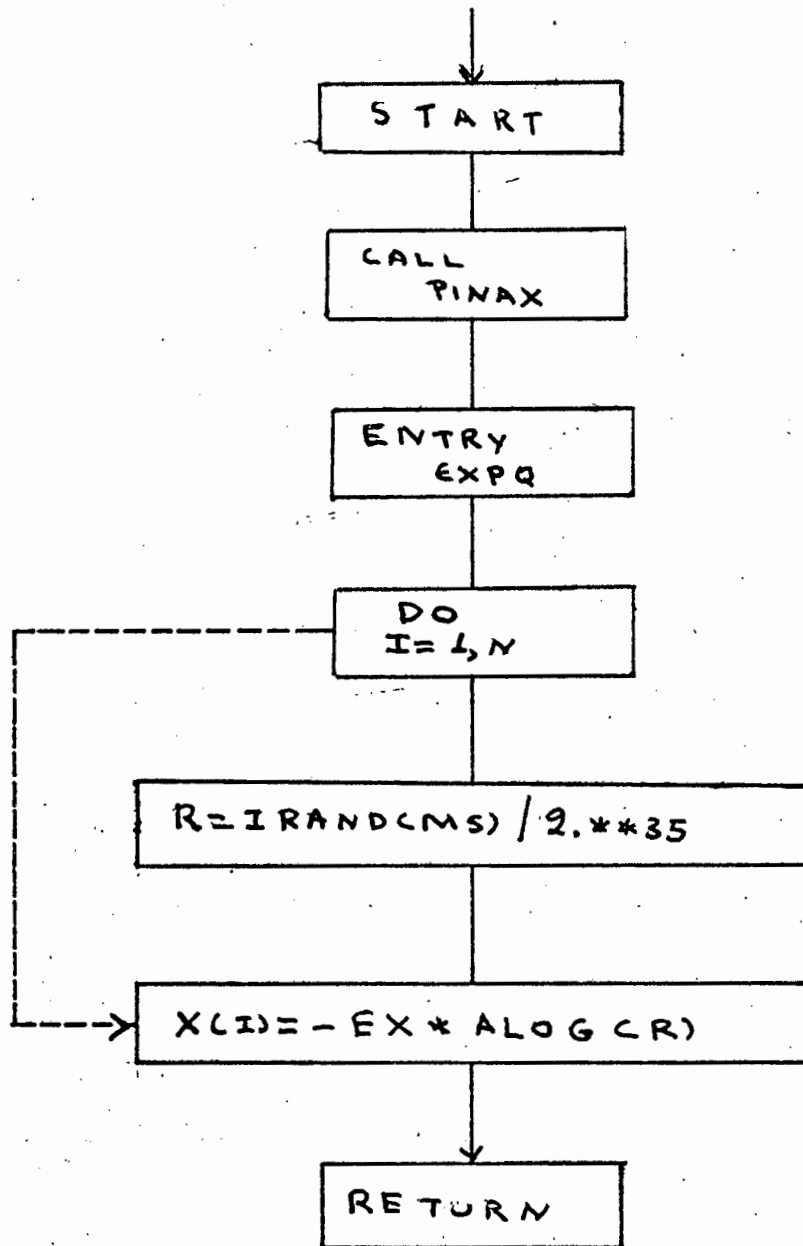 START
CALL
PINAX
ENTRY
EXPQ
DO
I=1,N
R=IRAND(MS)/2.**35
X(I)=-EX*ALOG(R)
RETURN